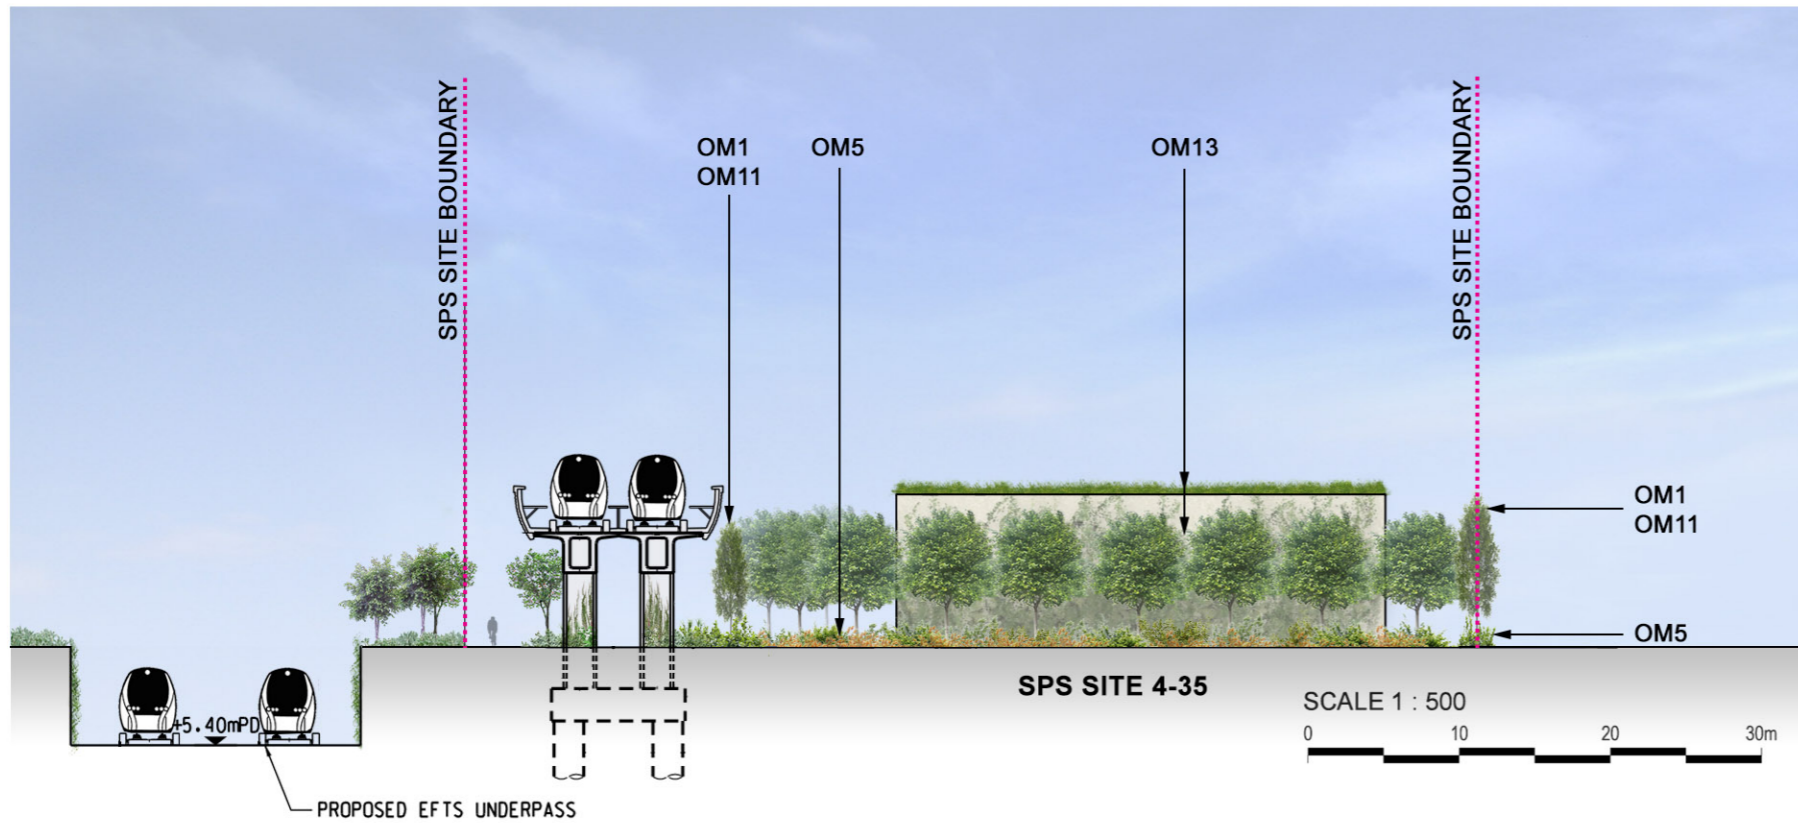 SPS SITE BOUNDARY
OM1
OM11
OM5
OM13
SPS SITE BOUNDARY
OM1
OM11
OM5
SPS SITE 4-35
SCALE 1 : 500
0 10 20 30m
+5.40mPD
PROPOSED EFTS UNDERPASS